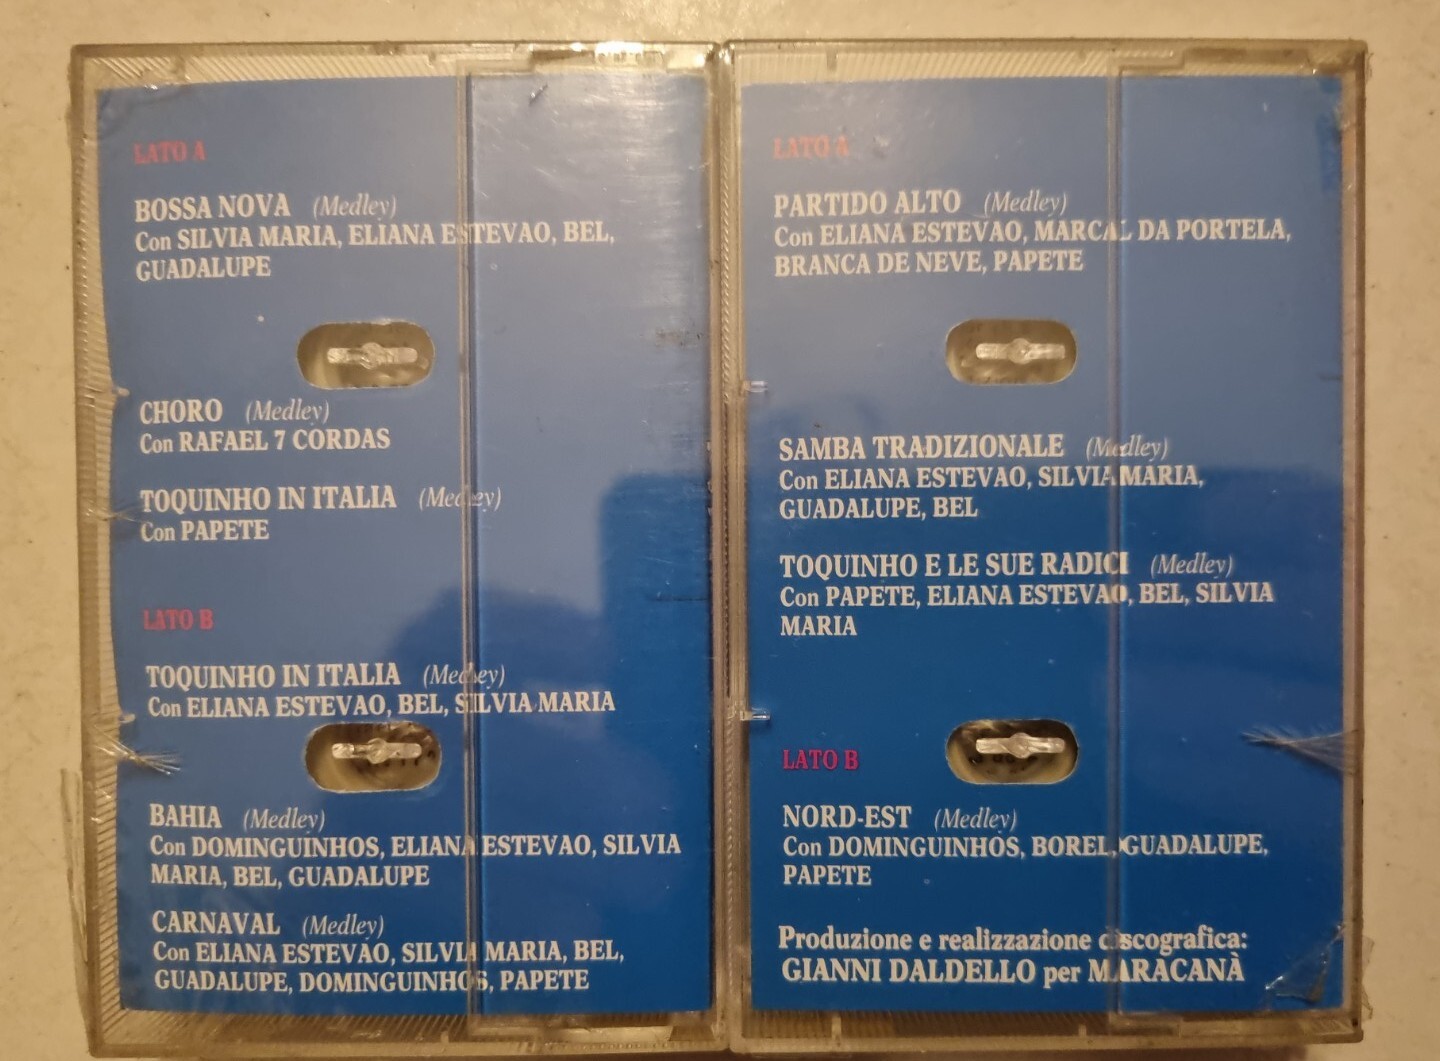 LATO A
BOSSA NOVA (Medley)
Con SILVIA MARIA, ELIANA ESTEVAO, BEL,
GUADALUPE
CHORO (Medley)
Con RAFAEL 7 CORDAS
TOQUINHO IN ITALIA (Medley)
Con PAPETE
LATO B
TOQUINHO IN ITALIA (Medley)
Con ELIANA ESTEVAO, BEL, SILVIA MARIA
BAHIA (Medley)
Con DOMINGUINHOS, ELIANA ESTEVAO, SILVIA
MARIA, BEL, GUADALUPE
CARNAVAL (Medley)
Con ELIANA ESTEVAO, SILVIA MARIA, BEL,
GUADALUPE, DOMINGUINHOS, PAPETE
LATO A
PARTIDO ALTO (Medley)
Con ELIANA ESTEVAO, MARCAL DA PORTELA,
BRANCA DE NEVE, PAPETE
SAMBA TRADIZIONALE (Medley)
Con ELIANA ESTEVAO, SILVIA MARIA,
GUADALUPE, BEL
TOQUINHO E LE SUE RADICI (Medley)
Con PAPETE, ELIANA ESTEVAO, BEL, SILVIA
MARIA
LATO B
NORD-EST (Medley)
Con DOMINGUINHOS, BOREL, GUADALUPE,
PAPETE
Produzione e realizzazione discografica:
GIANNI DALDELLO per MARACANÀ